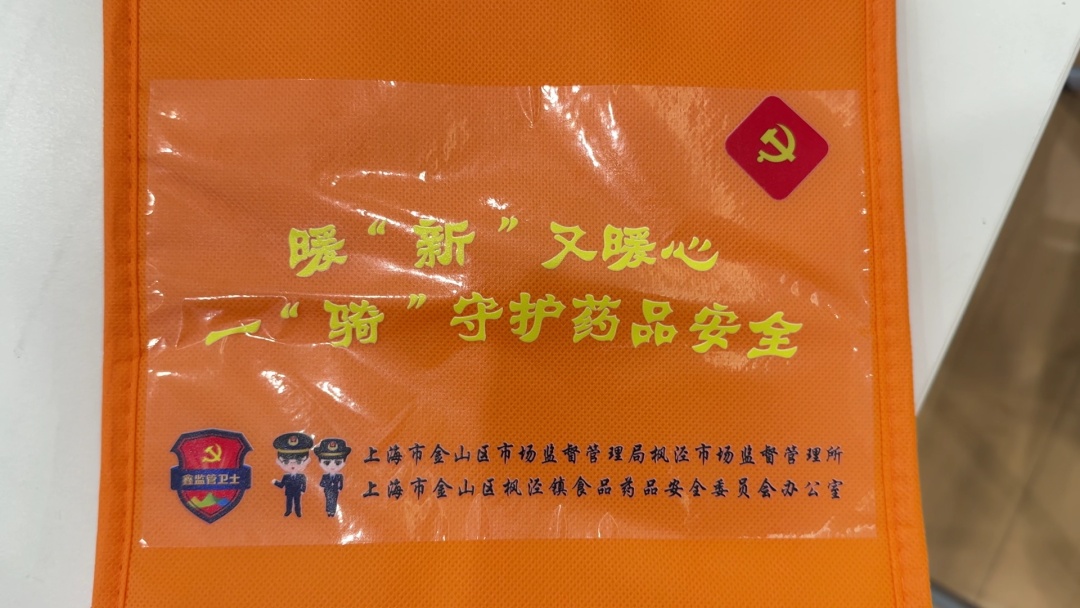 暖“新”又暖心
一“骑”守护药品安全
鑫监管卫士
上海市金山区市场监督管理局枫泾市场监督管理所
上海市金山区枫泾镇食品药品安全委员会办公室